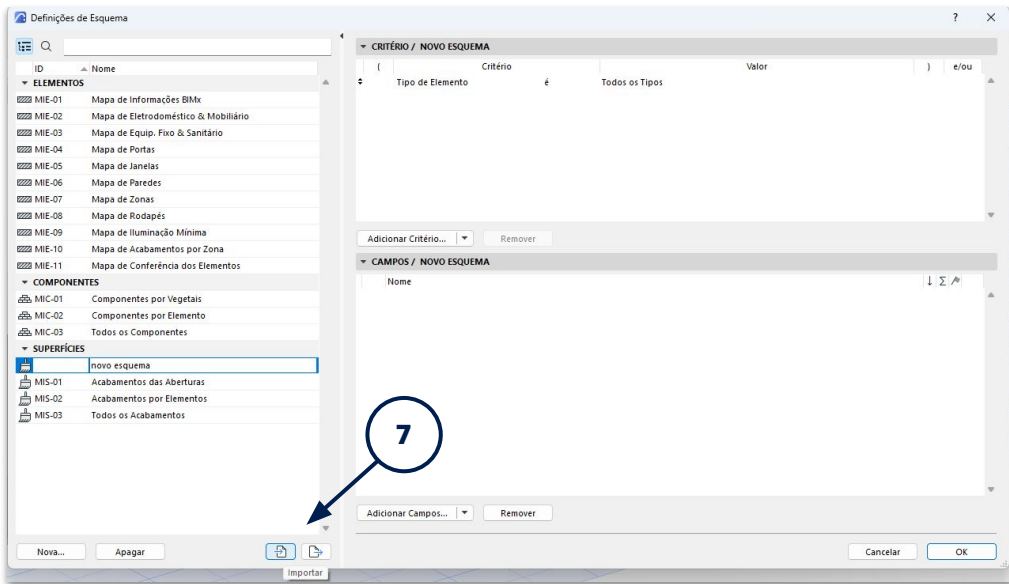 Definições de Esquema
? ×
ID Nome
ELEMENTOS
MIE-01 Mapa de Informações BIMx
MIE-02 Mapa de Eletrodoméstico & Mobiliário
MIE-03 Mapa de Equip. Fixo & Sanitário
MIE-04 Mapa de Portas
MIE-05 Mapa de Janelas
MIE-06 Mapa de Paredes
MIE-07 Mapa de Zonas
MIE-08 Mapa de Rodapés
MIE-09 Mapa de Iluminação Mínima
MIE-10 Mapa de Acabamentos por Zona
MIE-11 Mapa de Conferência dos Elementos
COMPONENTES
MIC-01 Componentes por Vegetais
MIC-02 Componentes por Elemento
MIC-03 Todos os Componentes
SUPERFÍCIES
novo esquema
MIS-01 Acabamentos das Aberturas
MIS-02 Acabamentos por Elementos
MIS-03 Todos os Acabamentos
Nova... Apagar
Importar
CRITÉRIO / NOVO ESQUEMA
( Critério Valor ) e/ou
Tipo de Elemento é Todos os Tipos
Adicionar Critério... Remover
CAMPOS / NOVO ESQUEMA
Nome ↓ Σ
7
Adicionar Campos... Remover
Cancelar OK